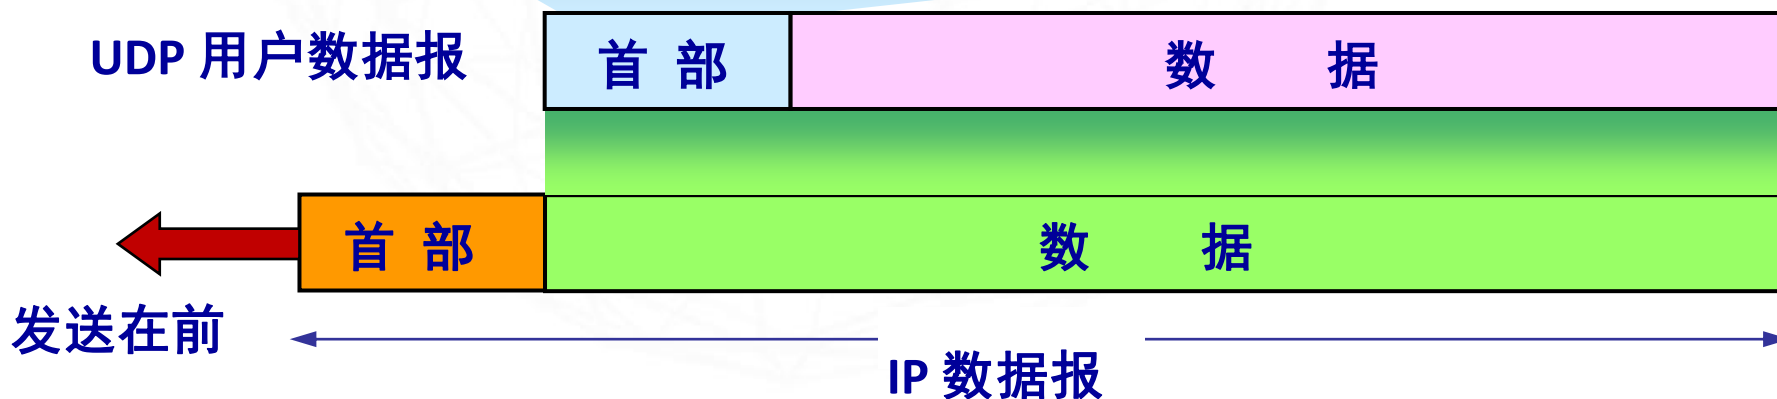 UDP 用户数据报
首 部
数 据
首 部
数 据
发送在前
IP 数据报